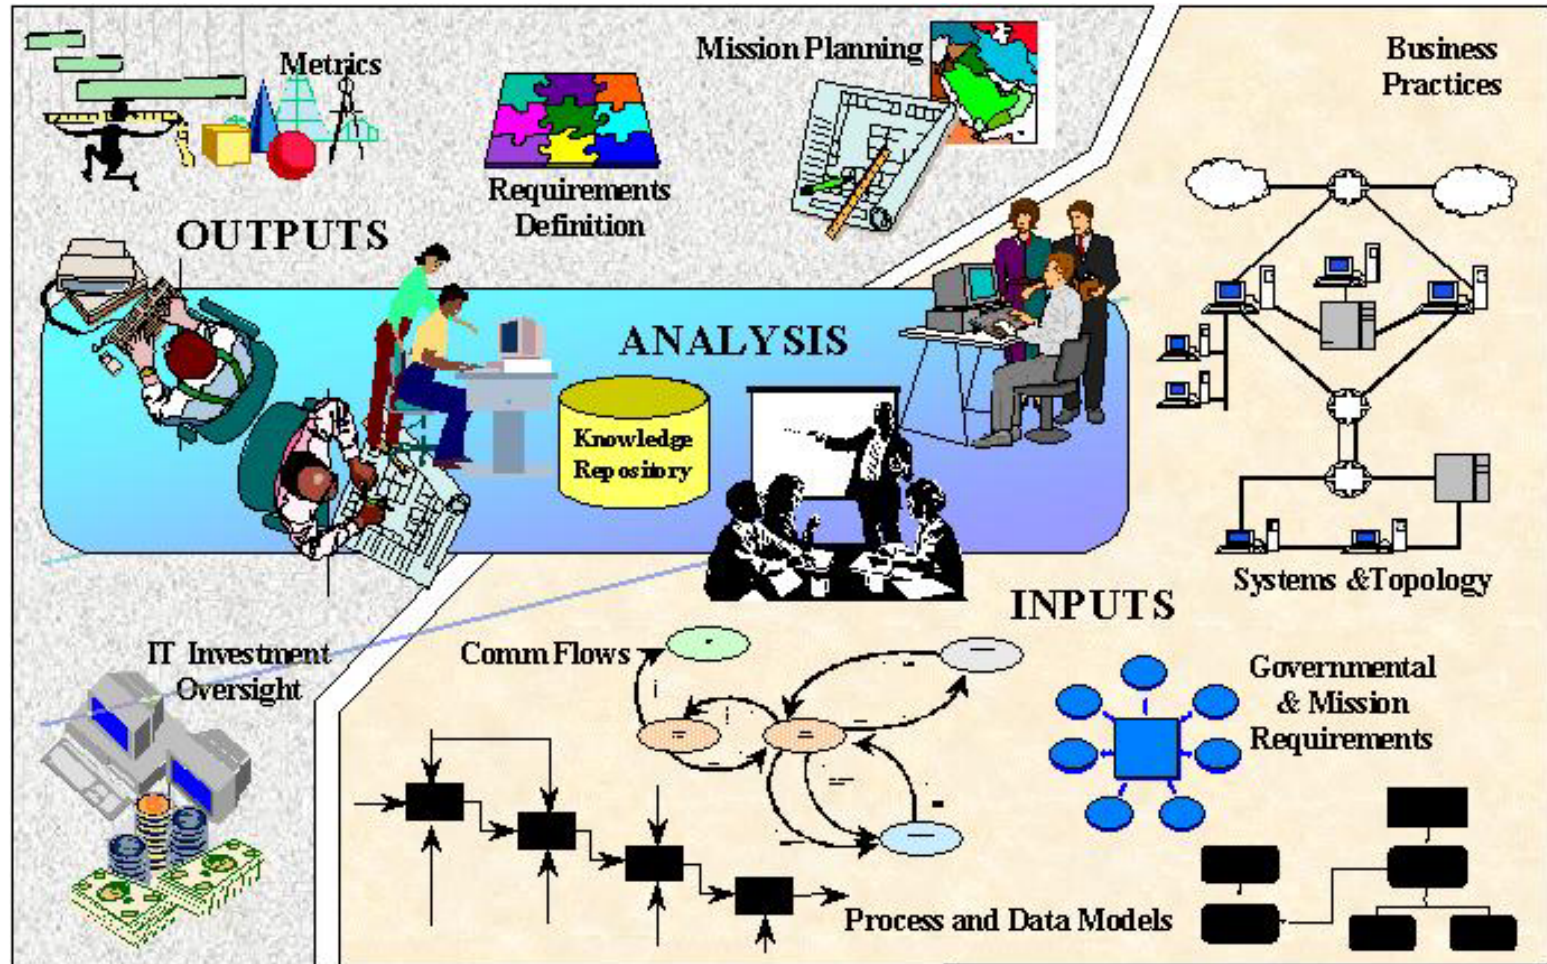 Metrics
Mission Planning
Business
Practices
Requirements
Definition
OUTPUTS
ANALYSIS
Knowledge
Repository
Systems &Topology
INPUTS
IT Investment
Oversight
Comm Flows
Governmental
& Mission
Requirements
Process and Data Models